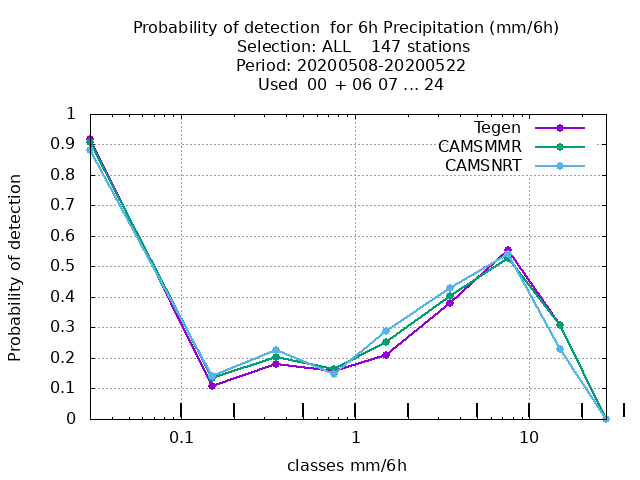 Probability of detection  for 6h Precipitation (mm/6h)
Selection: ALL    147 stations
Period: 20200508-20200522
Used  00  + 06 07 ... 24
Tegen
CAMSMMR
CAMSNRT
Probability of detection
1
0.9
0.8
0.7
0.6
0.5
0.4
0.3
0.2
0.1
0
0.1
1
10
classes mm/6h